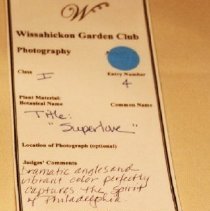 W
Wissahickon Garden Club
Photography
Class I
Entry Number
4
Plant Material:
Botanical Name
Common Name
Title:
"Superlove"
Location of Photograph (optional)
Judges' Comments
Dramatic angles and
vibrant color perfectly
captures the spirit
of Philadelphia